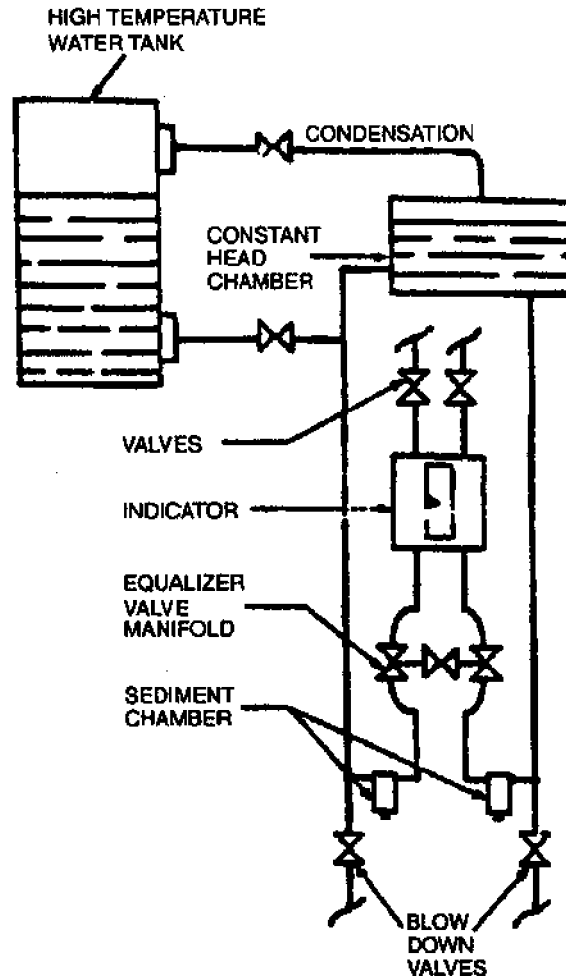 HIGH TEMPERATURE
WATER TANK
CONDENSATION
CONSTANT
HEAD
CHAMBER
VALVES
INDICATOR
EQUALIZER
VALVE
MANIFOLD
SEDIMENT
CHAMBER
BLOW
DOWN
VALVES